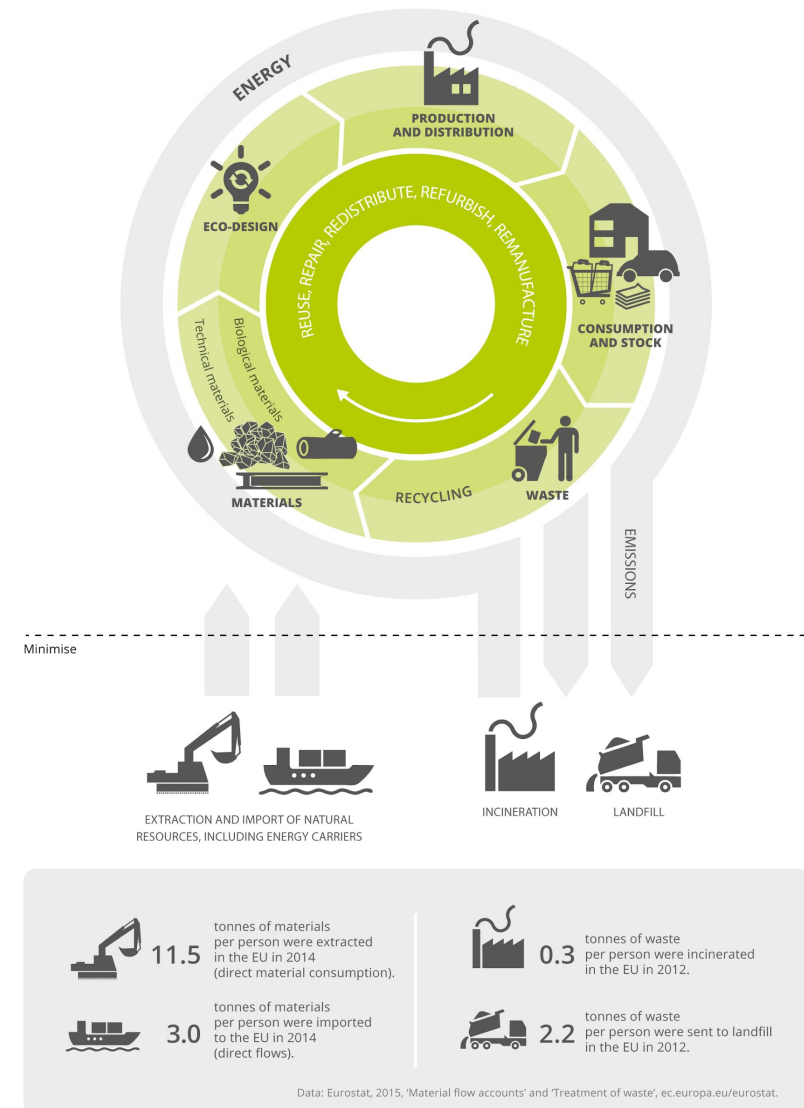 ENERGY
PRODUCTION
AND DISTRIBUTION
ECO-DESIGN
REUSE, REPAIR, REDISTRIBUTE, REFURBISH, REMANUFACTURE
CONSUMPTION
AND STOCK
Technical materials
Biological materials
MATERIALS
RECYCLING
WASTE
EMISSIONS
Minimise
EXTRACTION AND IMPORT OF NATURAL
RESOURCES, INCLUDING ENERGY CARRIERS
INCINERATION
LANDFILL
11.5
tonnes of materials
per person were extracted
in the EU in 2014
(direct material consumption).
3.0
tonnes of materials
per person were imported
to the EU in 2014
(direct flows).
0.3
tonnes of waste
per person were incinerated
in the EU in 2012.
2.2
tonnes of waste
per person were sent to landfill
in the EU in 2012.
Data: Eurostat, 2015, ‘Material flow accounts’ and ‘Treatment of waste’, ec.europa.eu/eurostat.